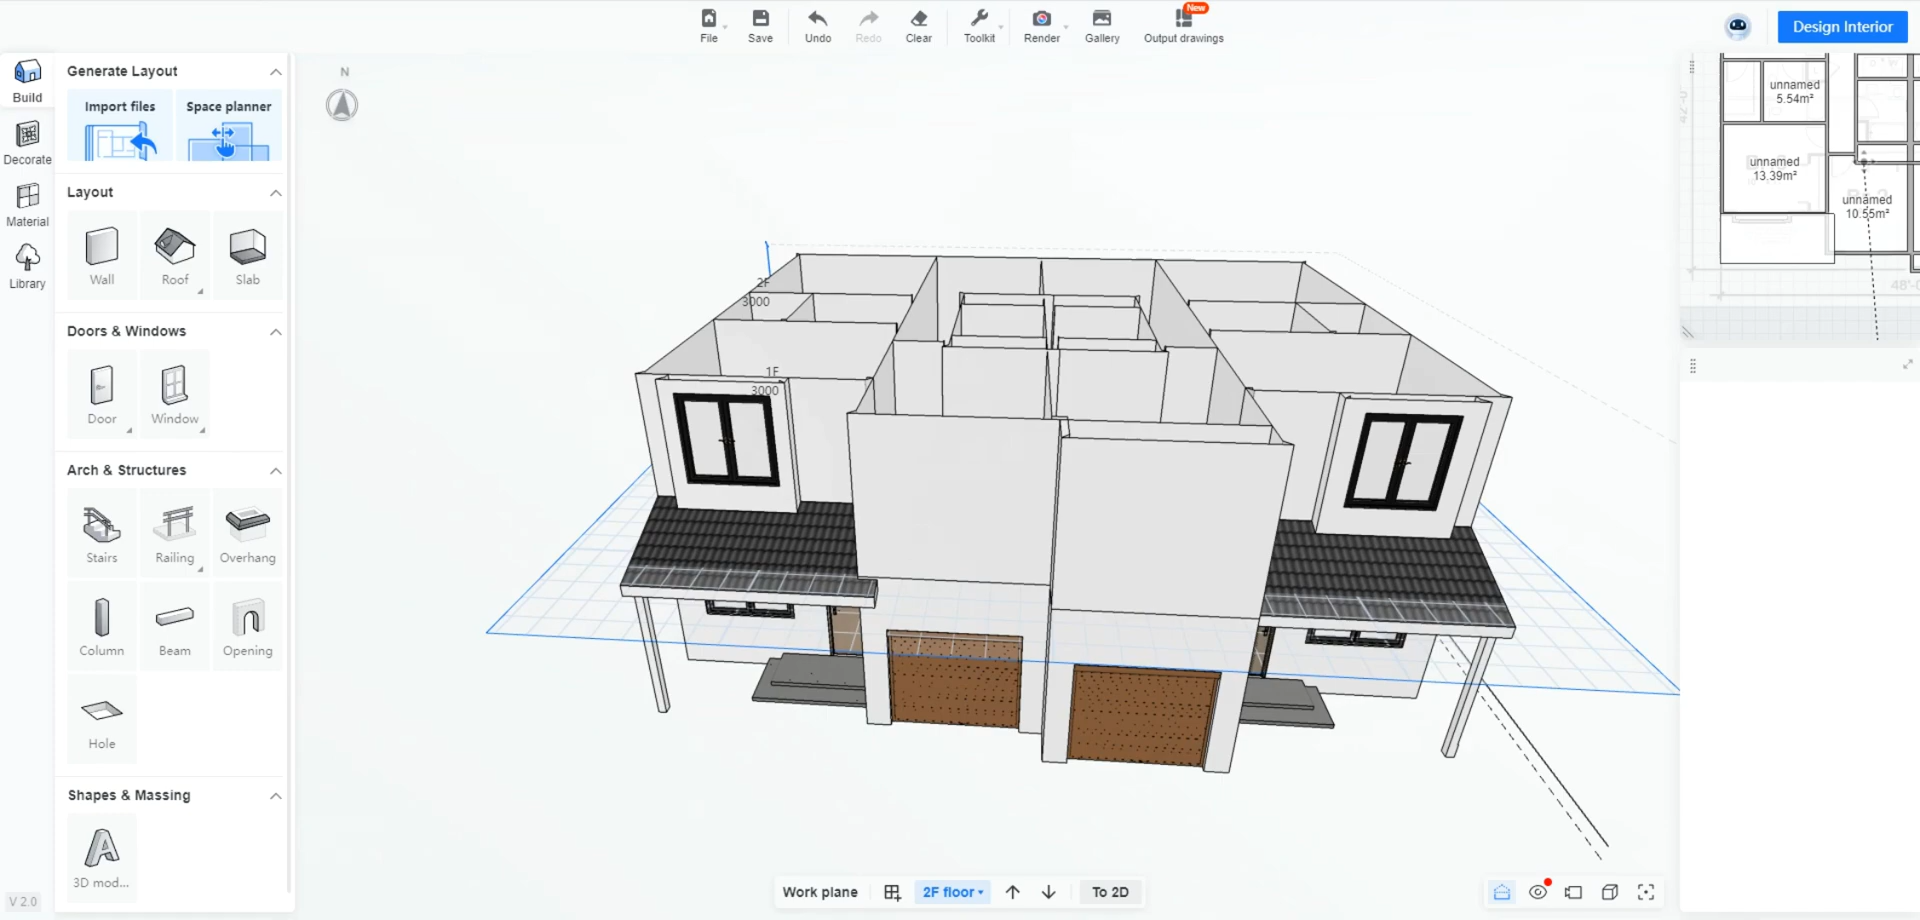 File
Save
Undo
Redo
Clear
Toolkit
Render
Gallery
New
Output drawings
Design Interior
Build
Decorate
Material
Library
Generate Layout
Import files
Space planner
Layout
Wall
Roof
Slab
Doors & Windows
Door
Window
Arch & Structures
Stairs
Railing
Overhang
Column
Beam
Opening
Hole
Shapes & Massing
3D mod...
V 2.0
N
2F
3000
1F
3000
unnamed
5.54m²
unnamed
13.39m²
unnamed
10.55m²
Work plane
2F floor
To 2D